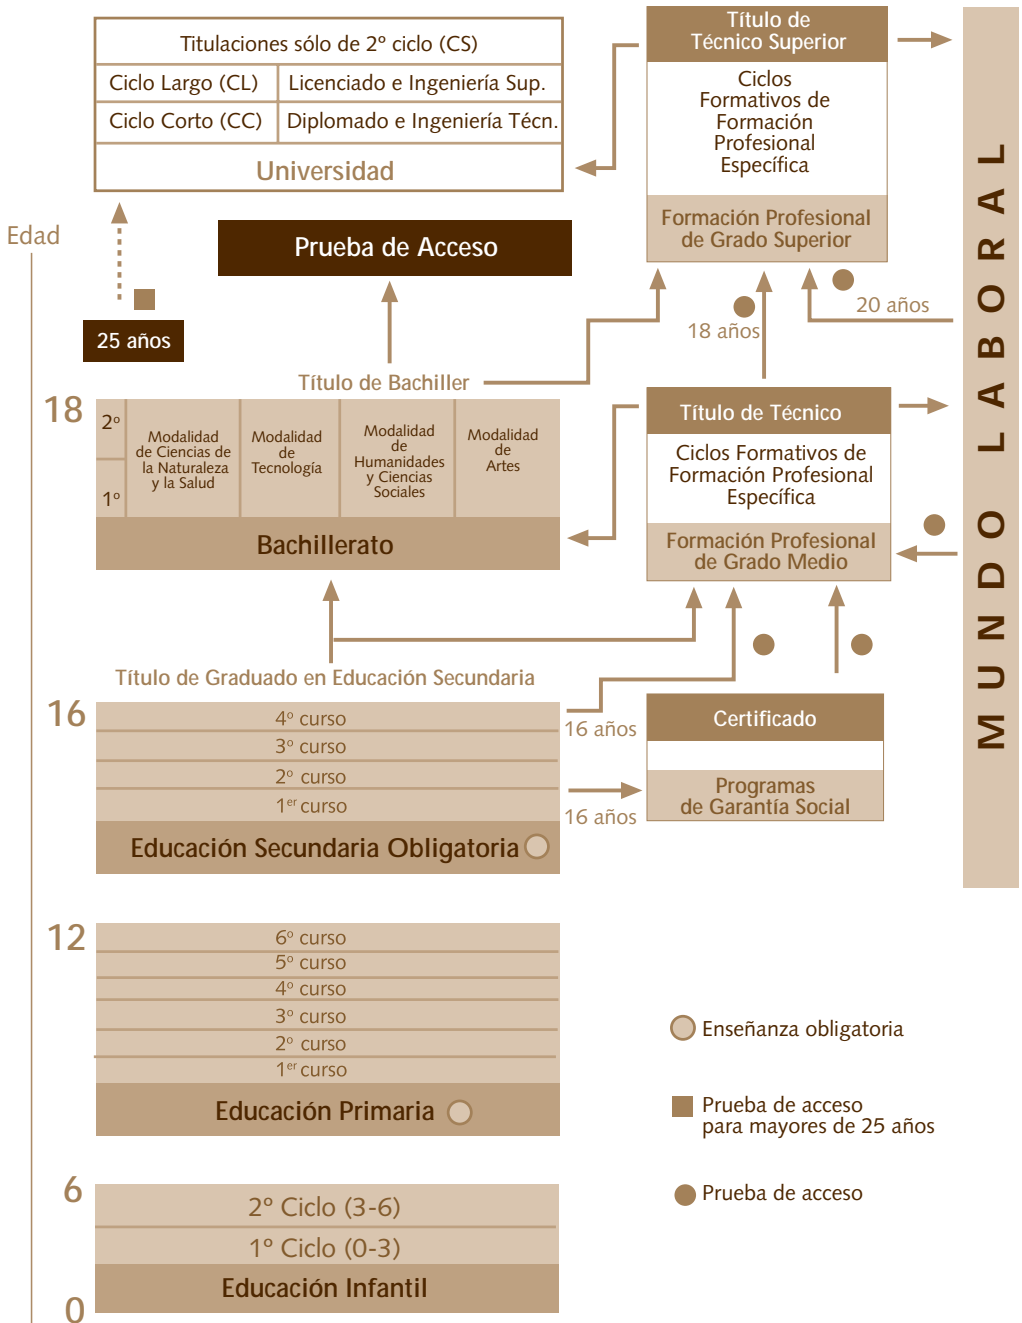 Titulaciones sólo de 2º ciclo (CS)
Ciclo Largo (CL)
Licenciado e Ingeniería Sup.
Ciclo Corto (CC)
Diplomado e Ingeniería Técn.
Universidad
Título de
Técnico Superior
Ciclos
Formativos de
Formación
Profesional
Específica
Formación Profesional
de Grado Superior
MUNDO LABORAL
Edad
Prueba de Acceso
25 años
20 años
18 años
Título de Bachiller
18
2º
1º
Modalidad
de Ciencias de
la Naturaleza
y la Salud
Modalidad
de
Tecnología
Modalidad
de
Humanidades
y Ciencias
Sociales
Modalidad
de
Artes
Bachillerato
Título de Técnico
Ciclos Formativos de
Formación Profesional
Específica
Formación Profesional
de Grado Medio
Título de Graduado en Educación Secundaria
16
4º curso
3º curso
2º curso
1er curso
Educación Secundaria Obligatoria
16 años
16 años
Certificado
Programas
de Garantía Social
12
6º curso
5º curso
4º curso
3º curso
2º curso
1er curso
Educación Primaria
Enseñanza obligatoria
Prueba de acceso
para mayores de 25 años
Prueba de acceso
6
2º Ciclo (3-6)
1º Ciclo (0-3)
Educación Infantil
0